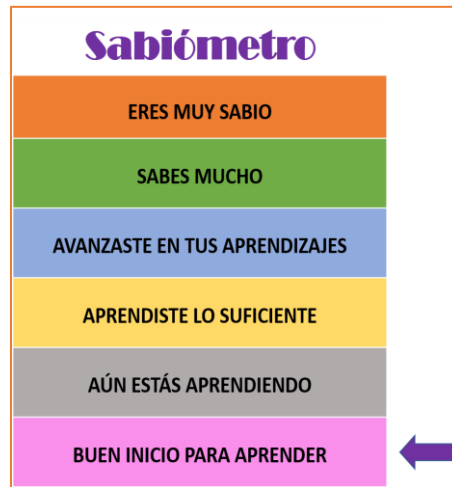 Sabiómetro
ERES MUY SABIO
SABES MUCHO
AVANZASTE EN TUS APRENDIZAJES
APRENDISTE LO SUFICIENTE
AÚN ESTÁS APRENDIENDO
BUEN INICIO PARA APRENDER